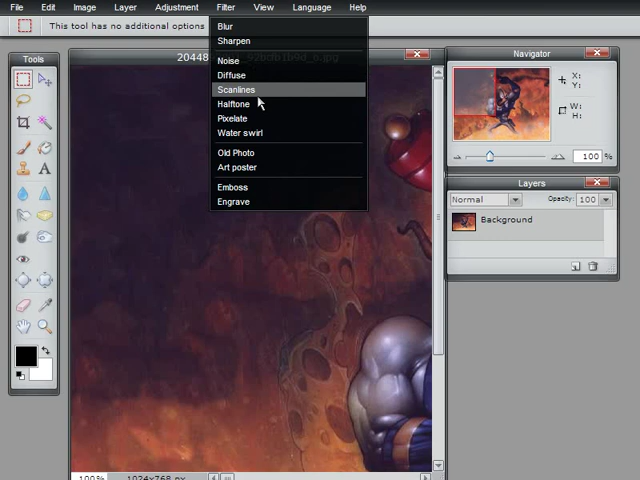 File Edit Image Layer Adjustment Filter View Language Help
This tool has no additional options
Blur
Sharpen
Noise
Diffuse
Scanlines
Halftone
Pixelate
Water swirl
Old Photo
Art poster
Emboss
Engrave
Tools
A
Navigator
X:
Y:
W:
H:
100 %
Layers
Normal Opacity: 100
Background
100% 1024x768 px